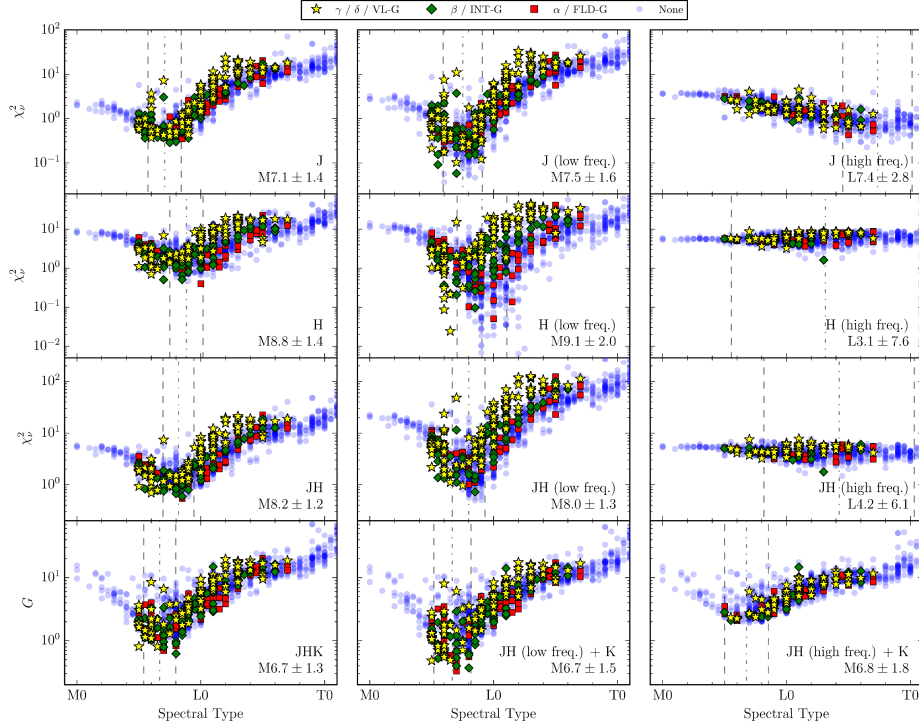 γ / δ / VL-G β / INT-G α / FLD-G None
10² 10¹ 10⁰ 10⁻¹
χ²ᵥ
J
M7.1 ± 1.4
J (low freq.)
M7.5 ± 1.6
J (high freq.)
L7.4 ± 2.8
10¹ 10⁰ 10⁻¹ 10⁻²
χ²ᵥ
H
M8.8 ± 1.4
H (low freq.)
M9.1 ± 2.0
H (high freq.)
L3.1 ± 7.6
10² 10¹ 10⁰
χ²ᵥ
JH
M8.2 ± 1.2
JH (low freq.)
M8.0 ± 1.3
JH (high freq.)
L4.2 ± 6.1
10¹ 10⁰
G
JHK
M6.7 ± 1.3
JH (low freq.) + K
M6.7 ± 1.5
JH (high freq.) + K
M6.8 ± 1.8
M0 L0 T0 M0 L0 T0 M0 L0 T0
Spectral Type Spectral Type Spectral Type